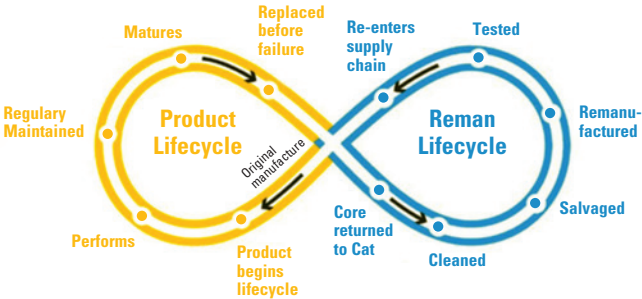 Matures
Replaced
before
failure
Regulary
Maintained
Product
Lifecycle
Original
manufacture
Performs
Product
begins
lifecycle
Re-enters
supply
chain
Tested
Remanu-
factured
Reman
Lifecycle
Salvaged
Core
returned
to Cat
Cleaned